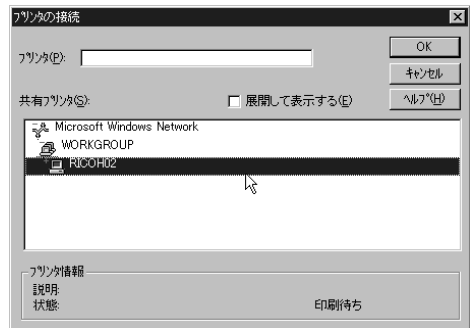 プリンタの接続
プリンタ(P):
OK
キャンセル
共有プリンタ(S):
展開して表示する(E)
ヘルプ(H)
Microsoft Windows Network
WORKGROUP
RICOH02
プリンタ情報
説明:
状態: 印刷待ち